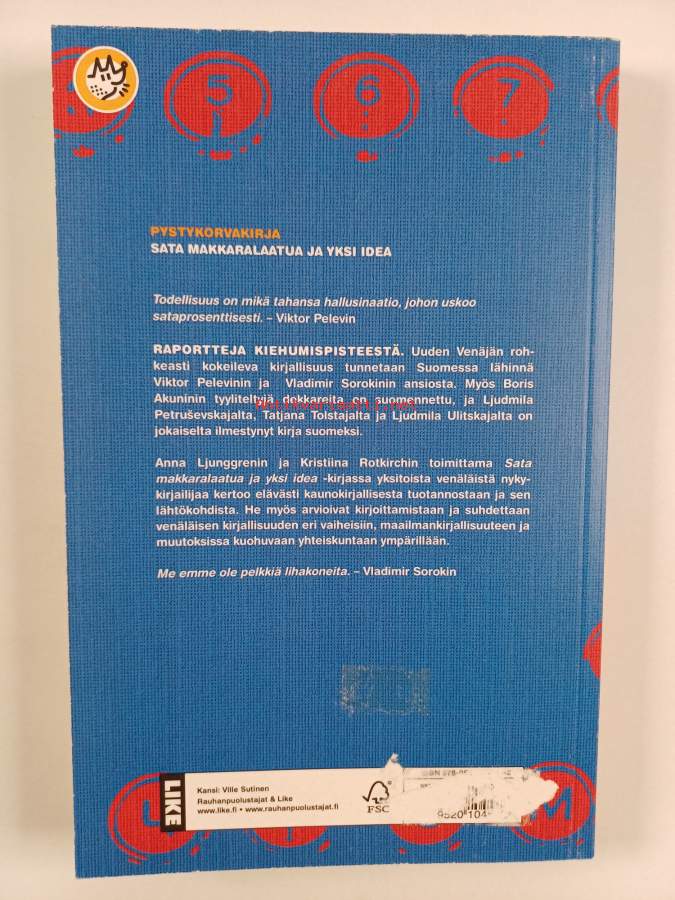 5 6 7
PYSTYKORVAKIRJA
SATA MAKKARALAATUA JA YKSI IDEA
Todellisuus on mikä tahansa hallusinaatio, johon uskoo
sataprosenttisesti. – Viktor Pelevin
RAPORTTEJA KIEHUMISPISTEESTÄ. Uuden Venäjän roh-
keasti kokeileva kirjallisuus tunnetaan Suomessa lähinnä
Viktor Pelevinin ja Vladimir Sorokinin ansiosta. Myös Boris
Akuninin tyyliteltyjä dekkareita on suomennettu, ja Ljudmila
Petruševskajalta, Tatjana Tolstajalta ja Ljudmila Ulitskajalta on
jokaiselta ilmestynyt kirja suomeksi.
Anna Ljunggrenin ja Kristiina Rotkirchin toimittama Sata
makkaralaatua ja yksi idea -kirjassa yksitoista venäläistä nyky-
kirjailijaa kertoo elävästi kaunokirjallisesta tuotannostaan ja sen
lähtökohdista. He myös arvioivat kirjoittamistaan ja suhdettaan
venäläisen kirjallisuuden eri vaiheisiin, maailmankirjallisuuteen ja
muutoksissa kuohuvaan yhteiskuntaan ympärillään.
Me emme ole pelkkiä lihakoneita. – Vladimir Sorokin
LIKE
Kansi: Ville Sutinen
Rauhanpuolustajat & Like
www.like.fi • www.rauhanpuolustajat.fi
FSC
ISBN 978-95
9520 104
M